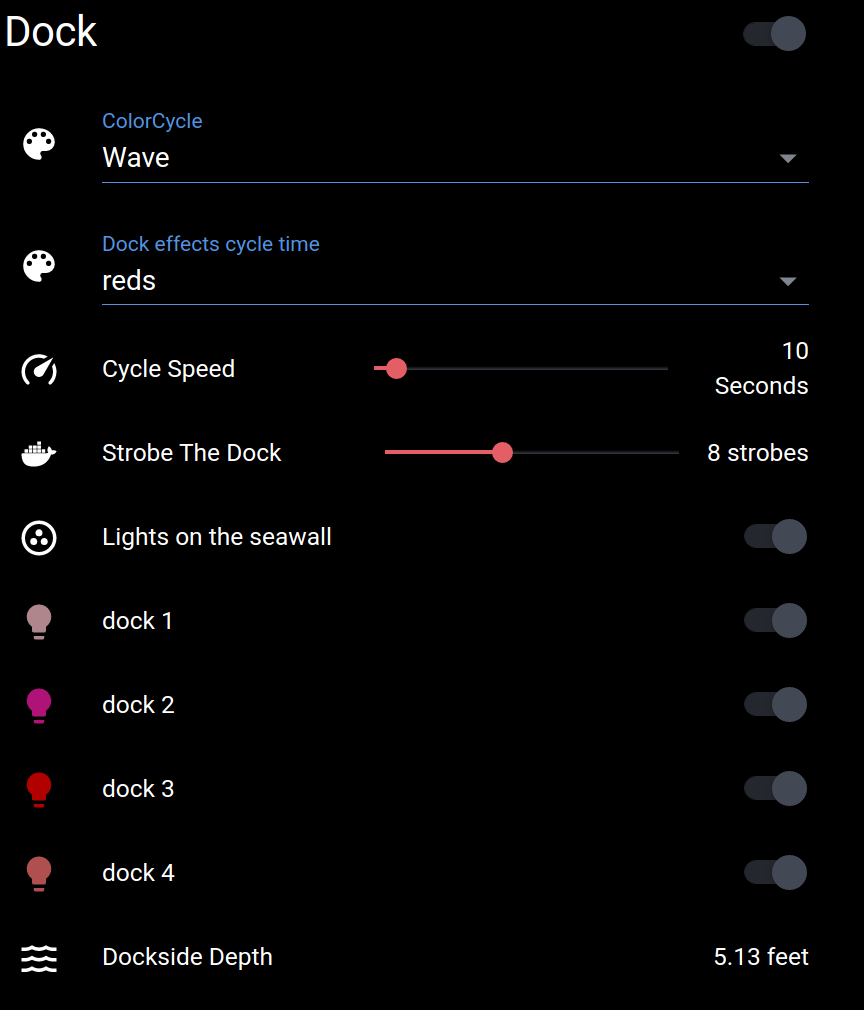 Dock
ColorCycle
Wave
Dock effects cycle time
reds
Cycle Speed
10
Seconds
Strobe The Dock
8 strobes
Lights on the seawall
dock 1
dock 2
dock 3
dock 4
Dockside Depth
5.13 feet